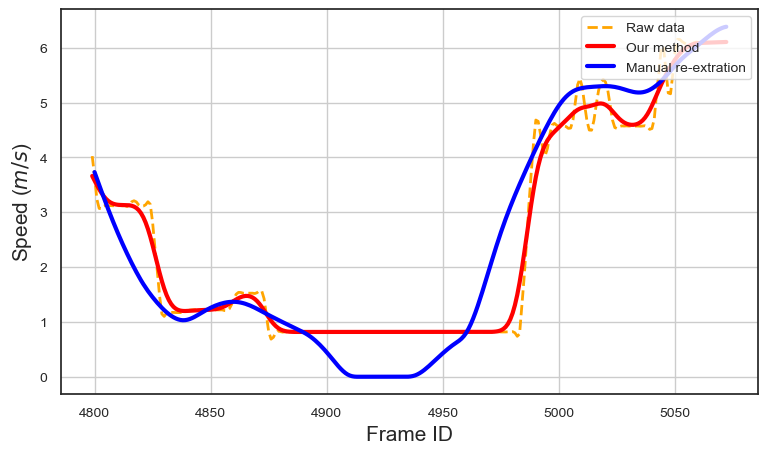 Raw data
Our method
Manual re-extration
6
5
4
3
2
1
0
Speed (m/s)
4800 4850 4900 4950 5000 5050
Frame ID